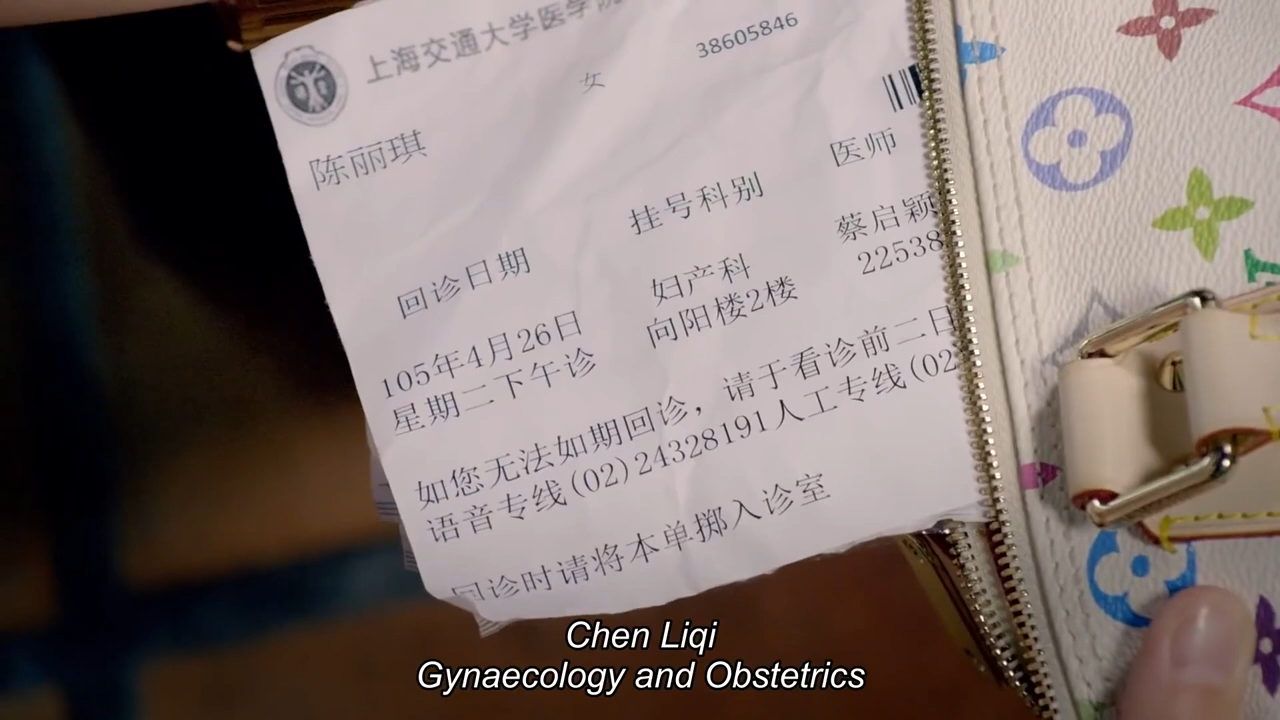 上海交通大学医学院
38605846
女
陈丽琪
回诊日期
挂号科别
医师
105年4月26日
星期二下午诊
妇产科
向阳楼2楼
蔡启颖
22538
如您无法如期回诊，请于看诊前二日
语音专线(02)24328191人工专线(02
回诊时请将本单掷入诊室
Chen Liqi
Gynaecology and Obstetrics